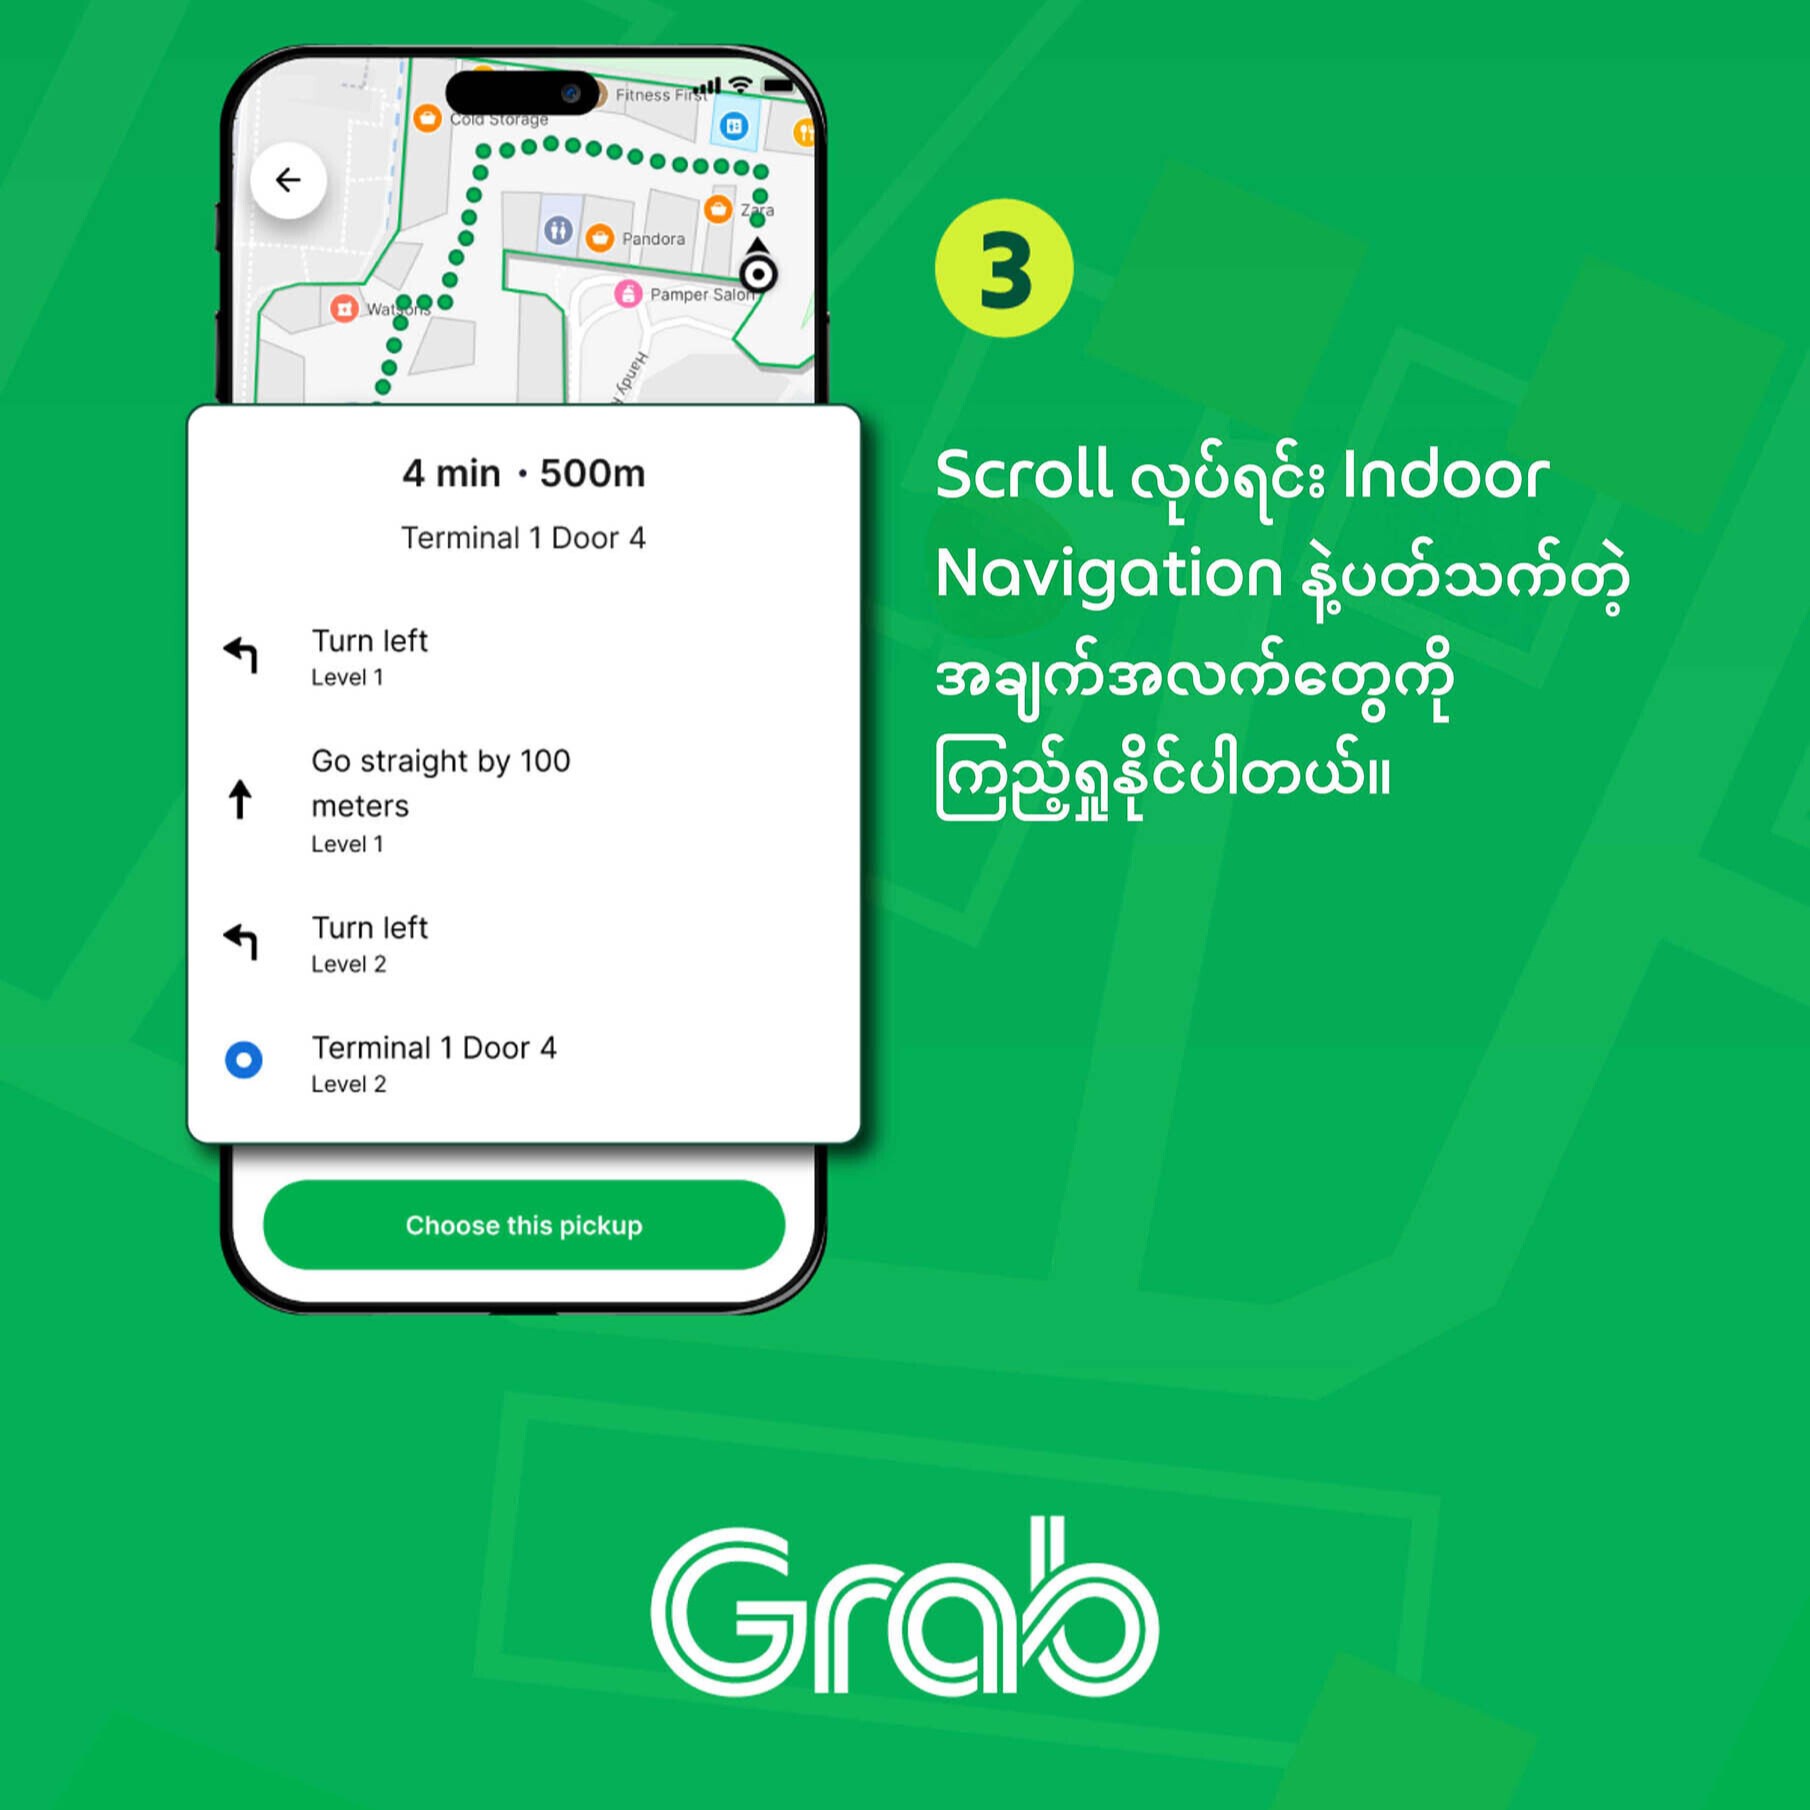 Fitness First
Cold Storage
Zara
Pandora
Pamper Salon
Watsons
Handy
4 min · 500m
Terminal 1 Door 4
Turn left
Level 1
Go straight by 100
meters
Level 1
Turn left
Level 2
Terminal 1 Door 4
Level 2
Choose this pickup
3
Scroll လုပ်ရင်း Indoor
Navigation နဲ့ပတ်သက်တဲ့
အချက်အလက်တွေကို
ကြည့်ရှုနိုင်ပါတယ်။
Grab